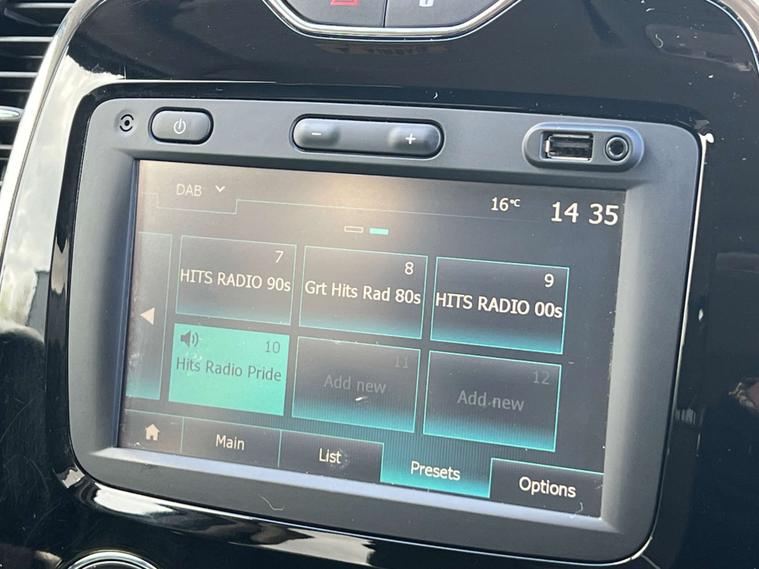 DAB
16°C
14 35
7
HITS RADIO 90s
8
Grt Hits Rad 80s
9
HITS RADIO 00s
10
Hits Radio Pride
11
Add new
12
Add new
Main
List
Presets
Options